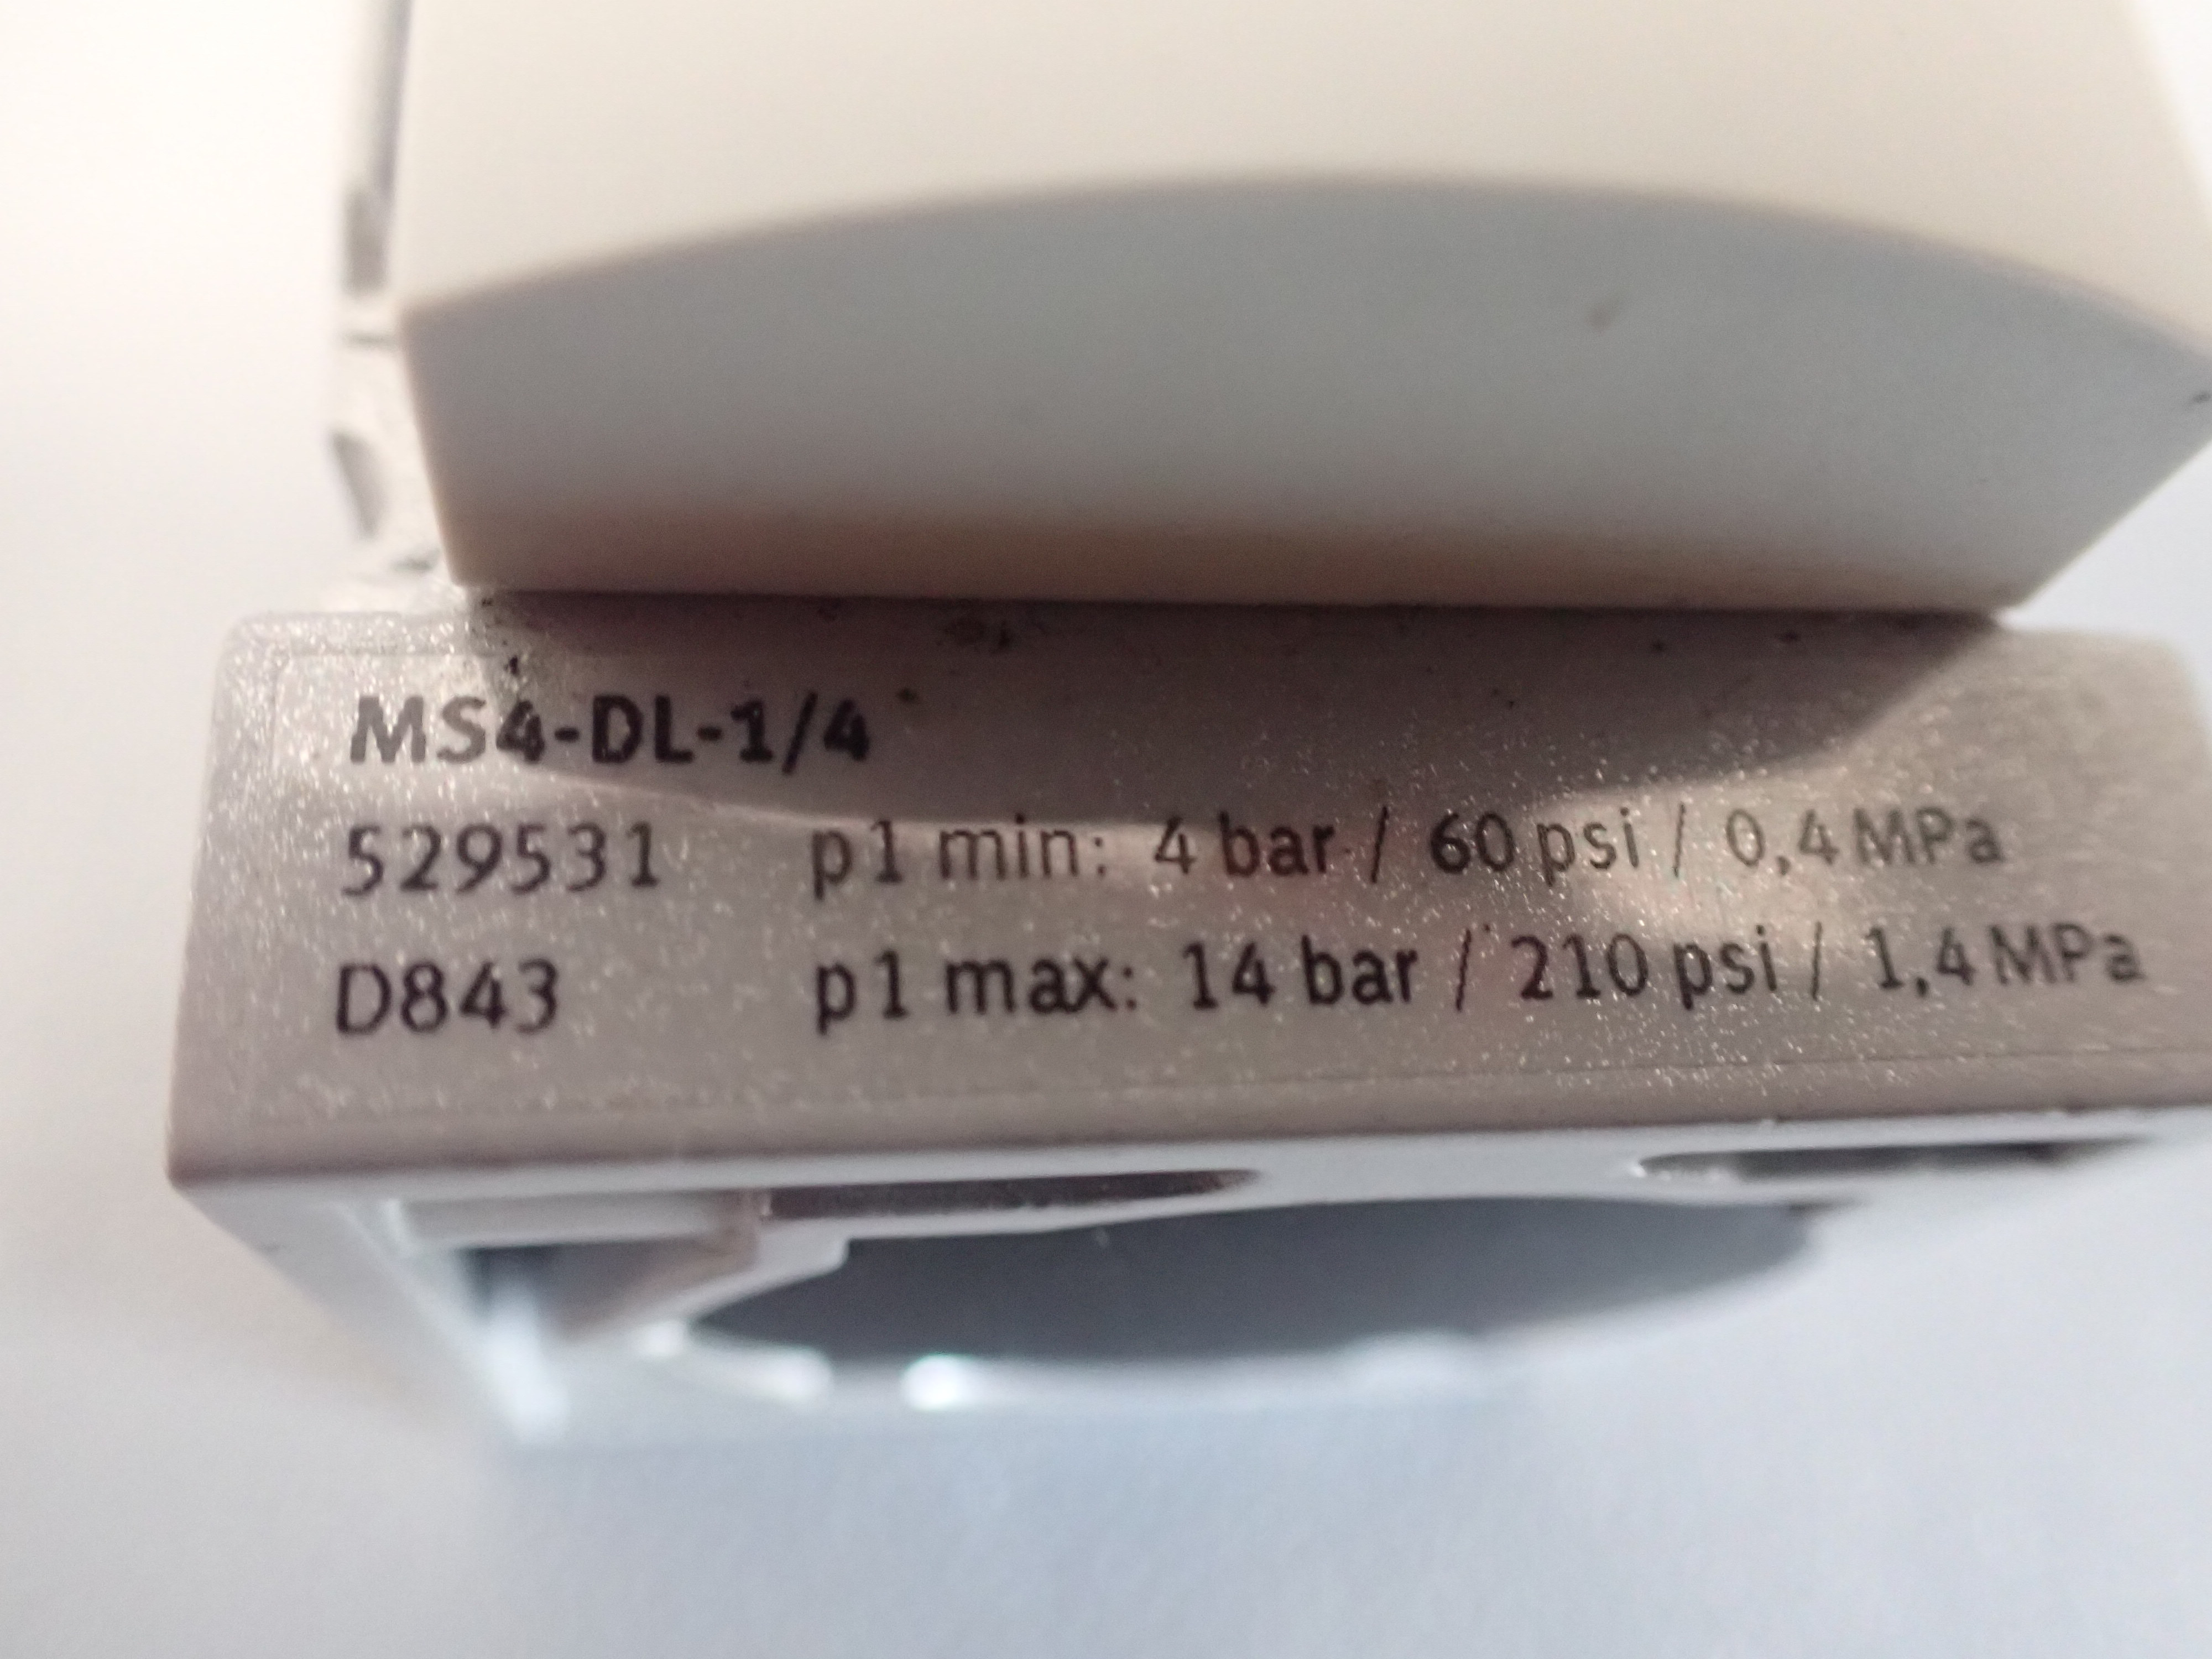 MS4-DL-1/4
529531 p1 min: 4 bar / 60 psi / 0,4 MPa
D843 p1 max: 14 bar / 210 psi / 1,4 MPa